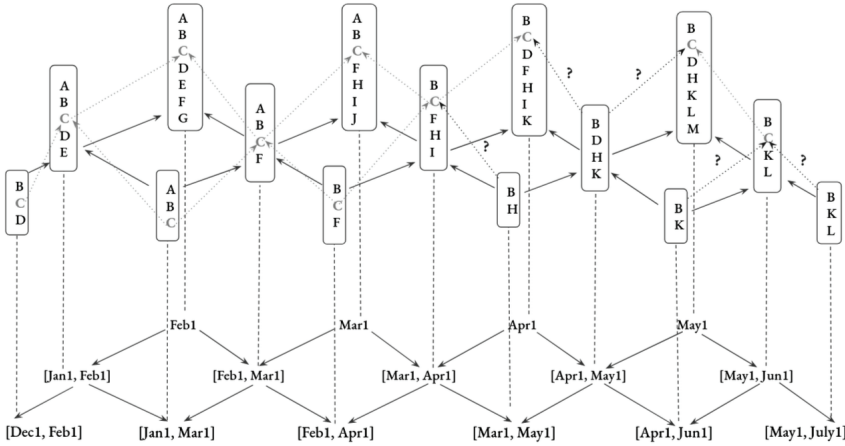 B
C
D
A
B
C
D
E
A
B
C
A
B
C
D
E
F
G
A
B
C
F
B
C
F
A
B
C
F
H
I
J
B
C
F
H
I
?
B
H
B
C
D
F
H
I
K
?
B
D
H
K
?
B
K
B
C
D
H
K
L
M
?
B
C
K
L
?
B
K
L
Feb1 Mar1 Apr1 May1
[Jan1, Feb1] [Feb1, Mar1] [Mar1, Apr1] [Apr1, May1] [May1, Jun1]
[Dec1, Feb1] [Jan1, Mar1] [Feb1, Apr1] [Mar1, May1] [Apr1, Jun1] [May1, July1]